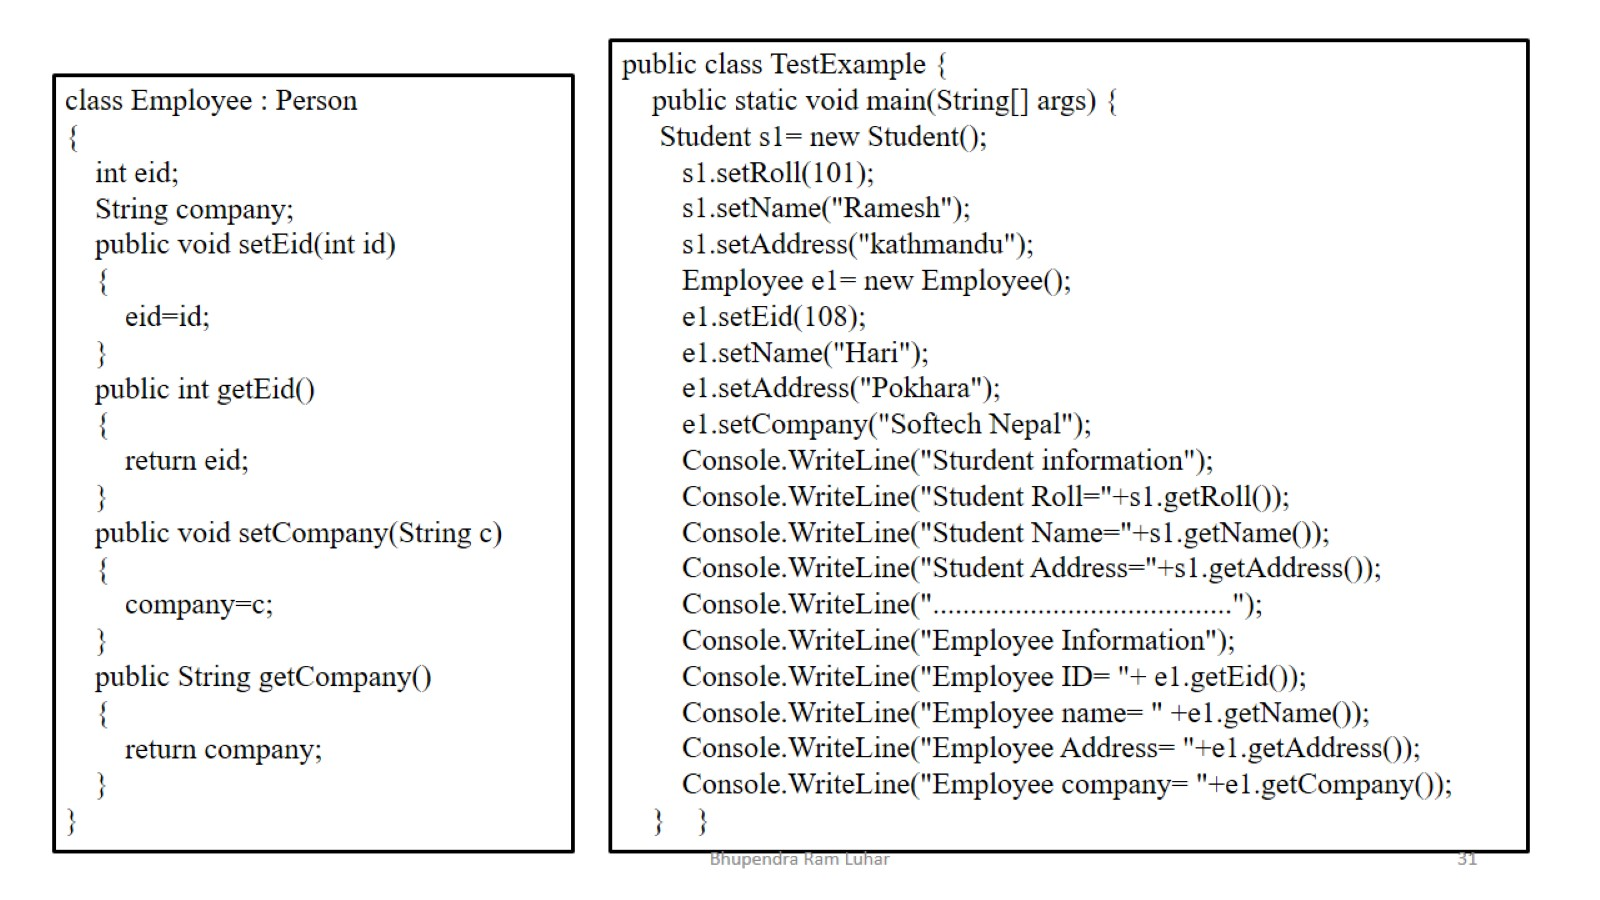 class Employee : Person
{
int eid;
String company;
public void setEid(int id)
{
eid=id;
}
public int getEid()
{
return eid;
}
public void setCompany(String c)
{
company=c;
}
public String getCompany()
{
return company;
}
}
public class TestExample {
public static void main(String[] args) {
Student s1= new Student();
s1.setRoll(101);
s1.setName("Ramesh");
s1.setAddress("kathmandu");
Employee e1= new Employee();
e1.setEid(108);
e1.setName("Hari");
e1.setAddress("Pokhara");
e1.setCompany("Softech Nepal");
Console.WriteLine("Sturdent information");
Console.WriteLine("Student Roll="+s1.getRoll());
Console.WriteLine("Student Name="+s1.getName());
Console.WriteLine("Student Address="+s1.getAddress());
Console.WriteLine("........................................");
Console.WriteLine("Employee Information");
Console.WriteLine("Employee ID= "+ e1.getEid());
Console.WriteLine("Employee name= " +e1.getName());
Console.WriteLine("Employee Address= "+e1.getAddress());
Console.WriteLine("Employee company= "+e1.getCompany());
} }
Bhupendra Ram Luhar
31